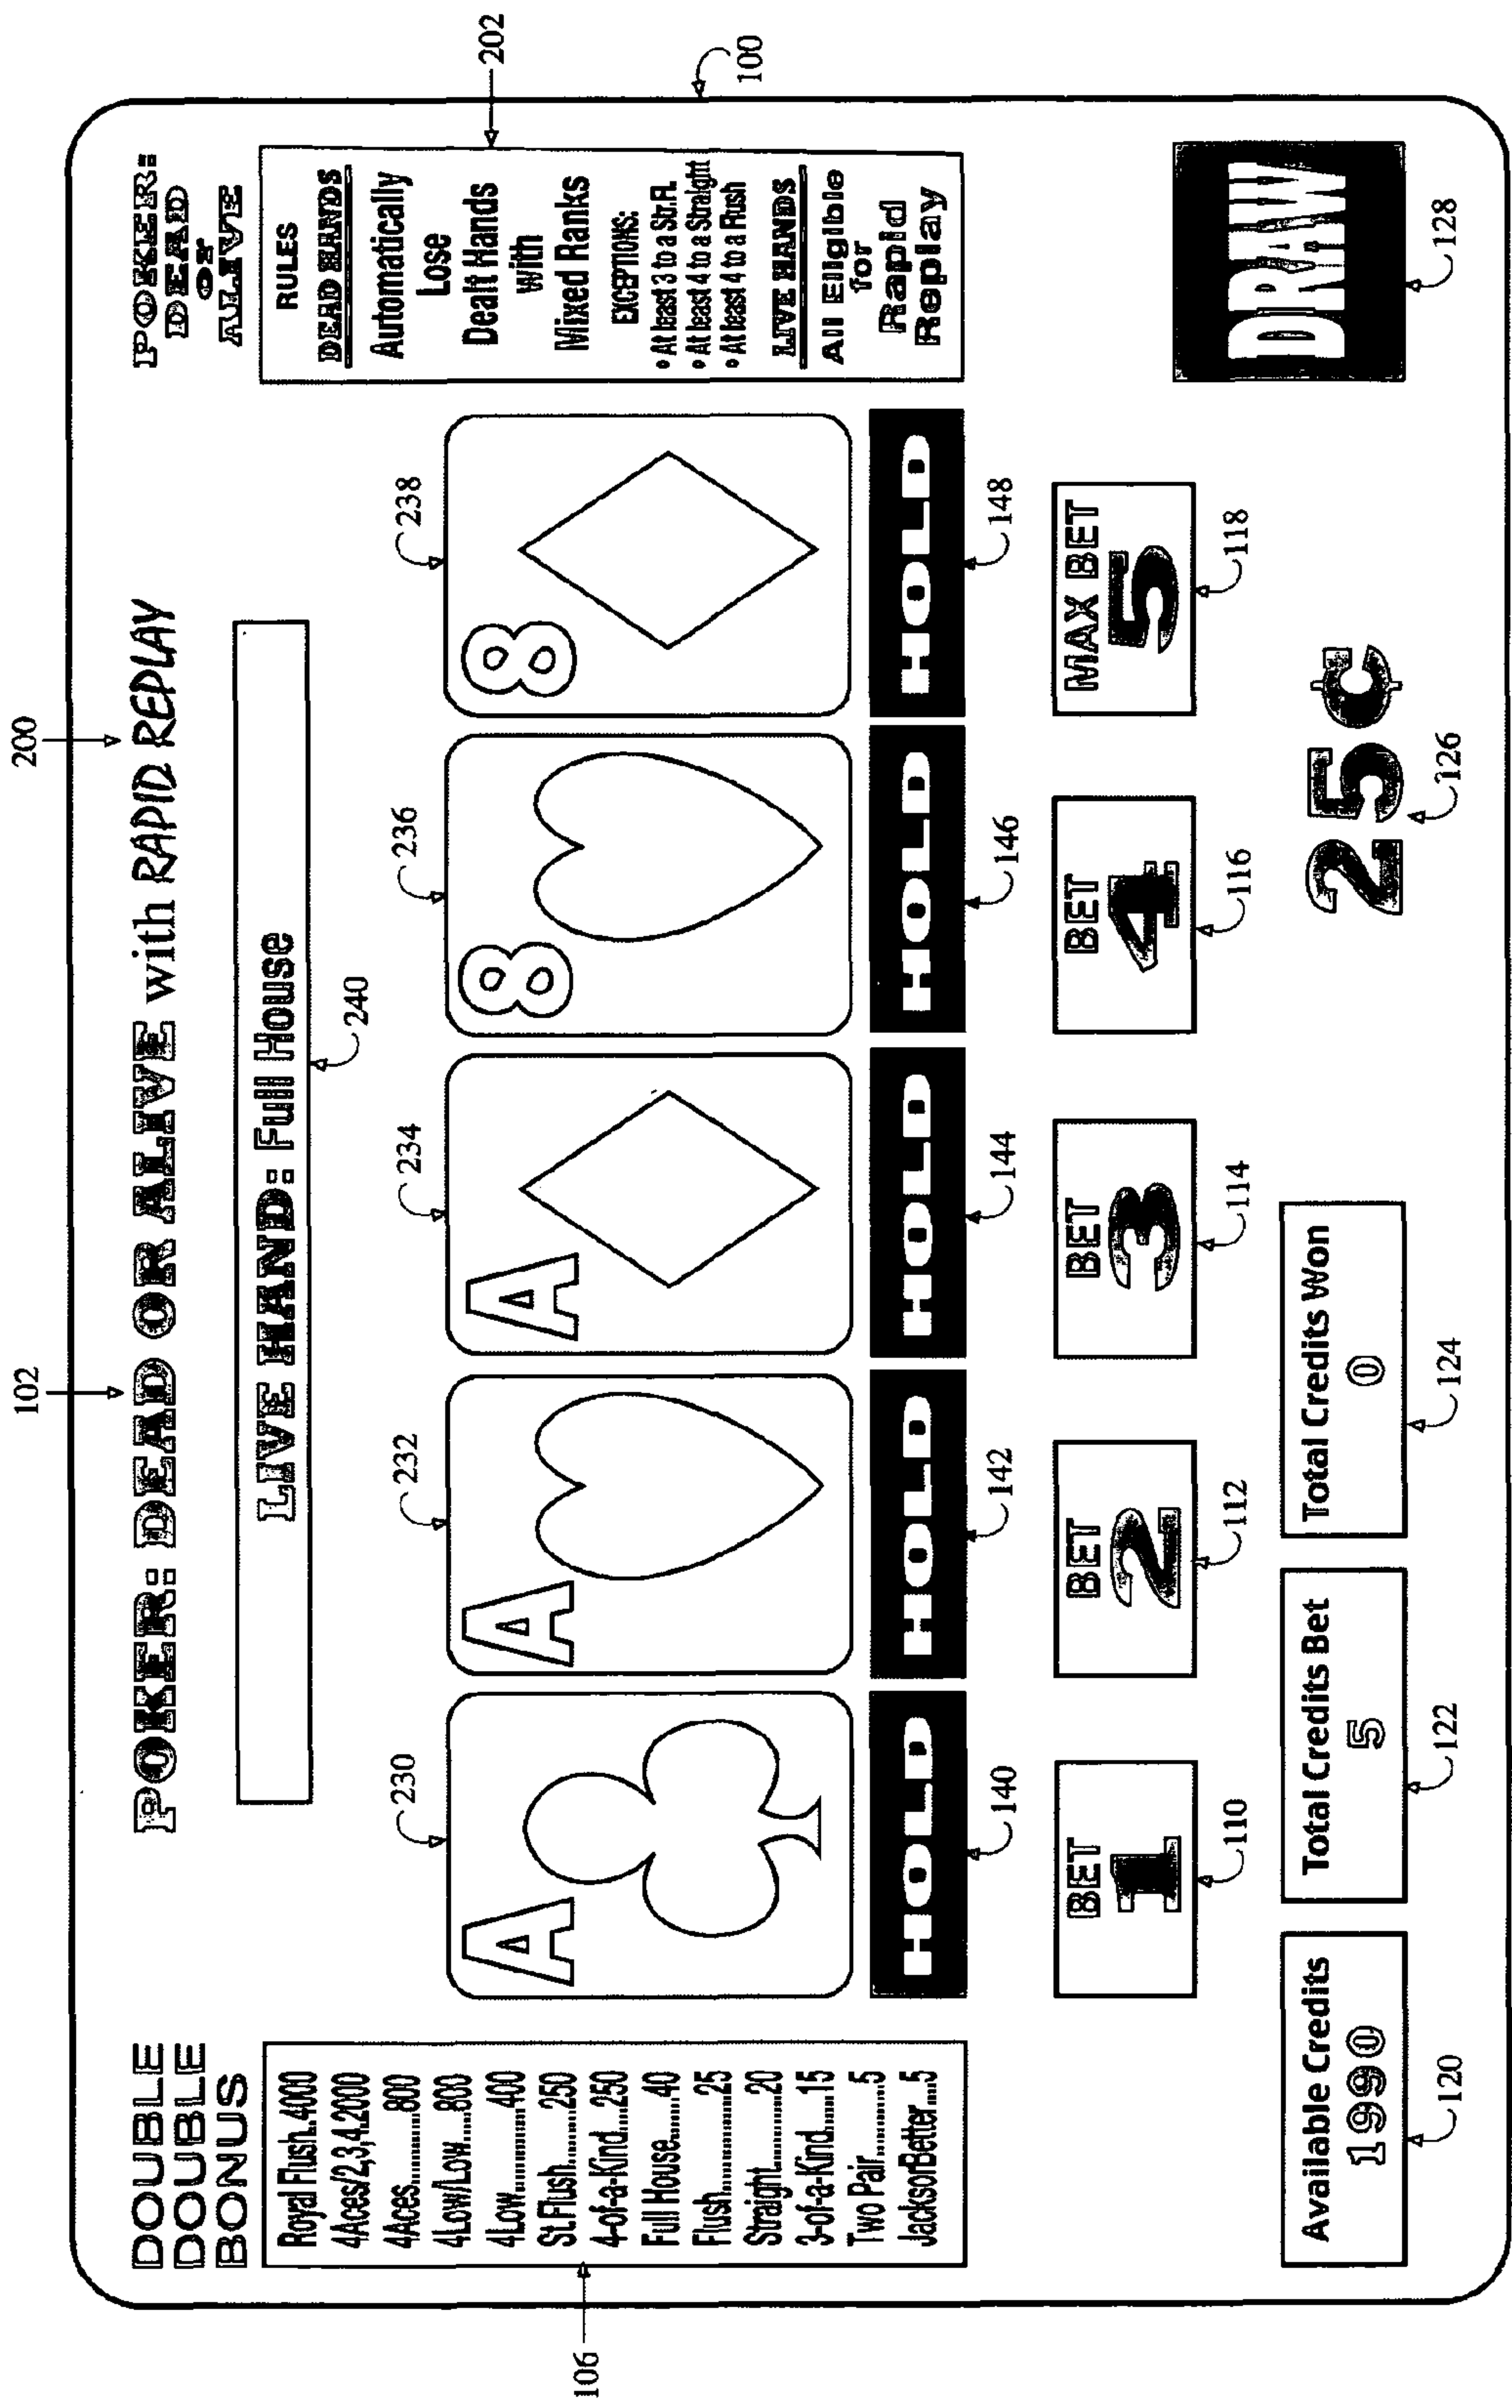 102
200
POKER: DEAD OR ALIVE with RAPID REPLAY
DOUBLE
DOUBLE
BONUS
Royal Flush..4000
4Aces/2,3,4.2000
4Aces..........800
4Low/Low....800
4Low............400
St.Flush.......250
4-of-a-Kind...250
Full House......40
Flush.............25
Straight..........20
3-of-a-Kind.....15
Two Pair..........5
JacksorBetter....5
106
LIVE HAND: Full House
240
230
232
234
236
238
A
A
A
8
8
HOLD
HOLD
HOLD
HOLD
HOLD
140
142
144
146
148
POKER:
DEAD
or
ALIVE
RULES
DEAD HANDS
Automatically
Lose
Dealt Hands
with
Mixed Ranks
EXCEPTIONS:
• At least 3 to a Str.Fl.
• At least 4 to a Straight
• At least 4 to a Flush
LIVE HANDS
All Eligible
for
Rapid
Replay
202
100
BET
1
BET
2
BET
3
BET
4
MAX BET
5
110
112
114
116
118
Available Credits
1990
Total Credits Bet
5
Total Credits Won
0
25¢
DRAW
120
122
124
126
128